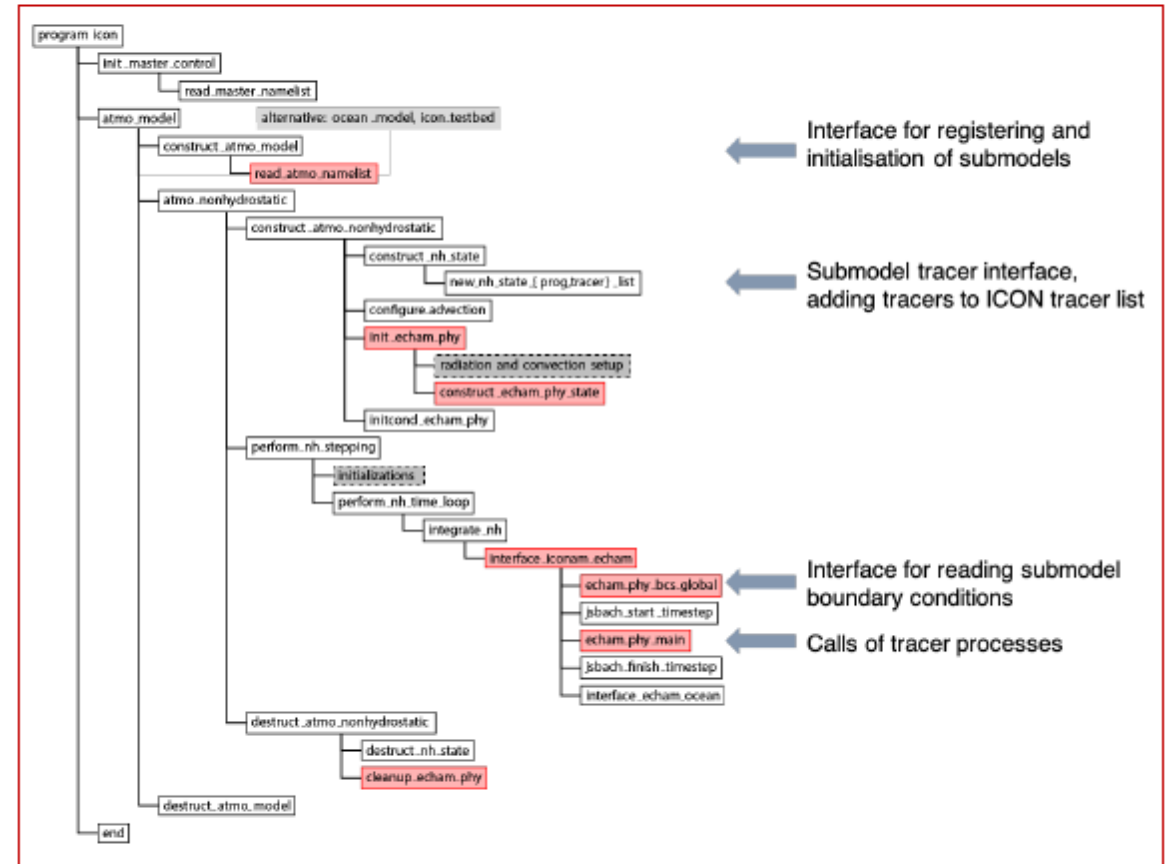 program icon
init_master_control
read_master_namelist
atmo_model
alternative: ocean_model, icon_testbed
construct_atmo_model
read_atmo_namelist
Interface for registering and
initialisation of submodels
atmo_nonhydrostatic
construct_atmo_nonhydrostatic
construct_nh_state
new_nh_state_{prog,tracer}_list
Submodel tracer interface,
adding tracers to ICON tracer list
configure_advection
init_echam_phy
radiation and convection setup
construct_echam_phy_state
initcond_echam_phy
perform_nh_stepping
initializations
perform_nh_time_loop
integrate_nh
interface_iconam_echam
echam_phy_bcs_global
Interface for reading submodel
boundary conditions
jsbach_start_timestep
echam_phy_main
Calls of tracer processes
jsbach_finish_timestep
interface_echam_ocean
destruct_atmo_nonhydrostatic
destruct_nh_state
cleanup_echam_phy
destruct_atmo_model
end